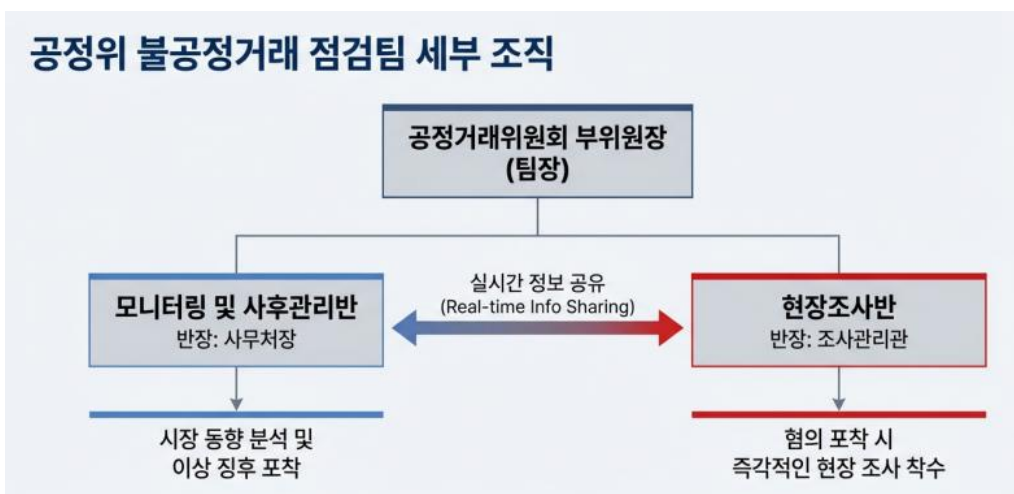 공정위 불공정거래 점검팀 세부 조직
공정거래위원회 부위원장
(팀장)
모니터링 및 사후관리반
반장: 사무처장
실시간 정보 공유
(Real-time Info Sharing)
현장조사반
반장: 조사관리관
시장 동향 분석 및
이상 징후 포착
혐의 포착 시
즉각적인 현장 조사 착수